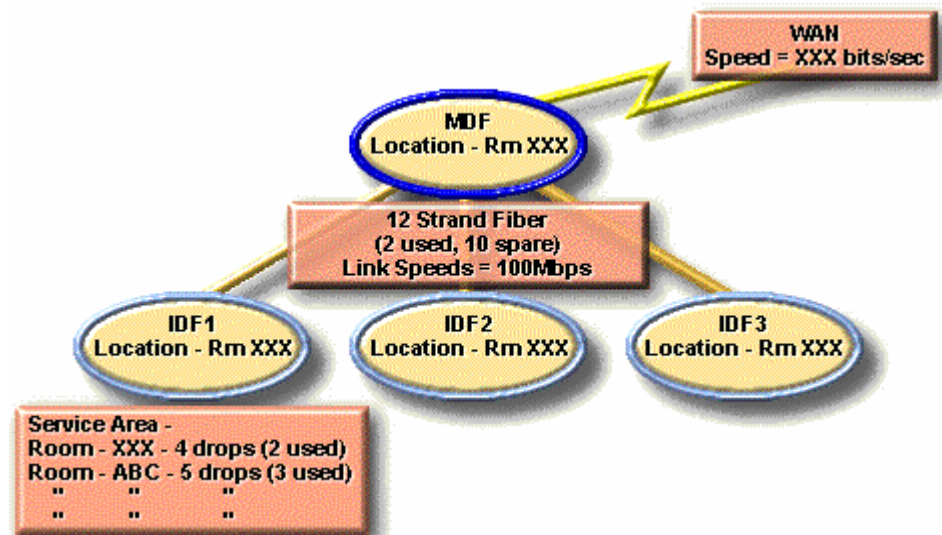 WAN
Speed = XXX bits/sec
MDF
Location - Rm XXX
12 Strand Fiber
(2 used, 10 spare)
Link Speeds = 100Mbps
IDF1
Location - Rm XXX
IDF2
Location - Rm XXX
IDF3
Location - Rm XXX
Service Area -
Room - XXX - 4 drops (2 used)
Room - ABC - 5 drops (3 used)
" " "
" " "